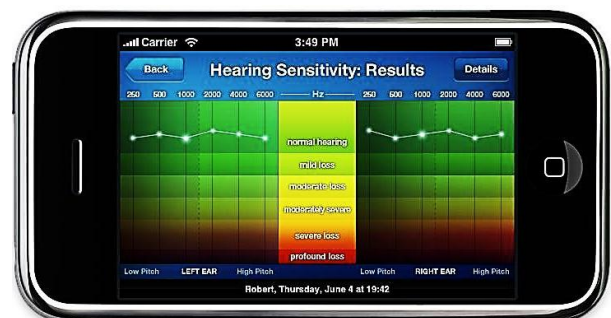 Carrier 3:49 PM
Back Hearing Sensitivity: Results Details
250 500 1000 2000 4000 6000 Hz 250 500 1000 2000 4000 6000
normal hearing
mild loss
moderate loss
moderately severe
severe loss
profound loss
Low Pitch LEFT EAR High Pitch Low Pitch RIGHT EAR High Pitch
Robert, Thursday, June 4 at 19:42